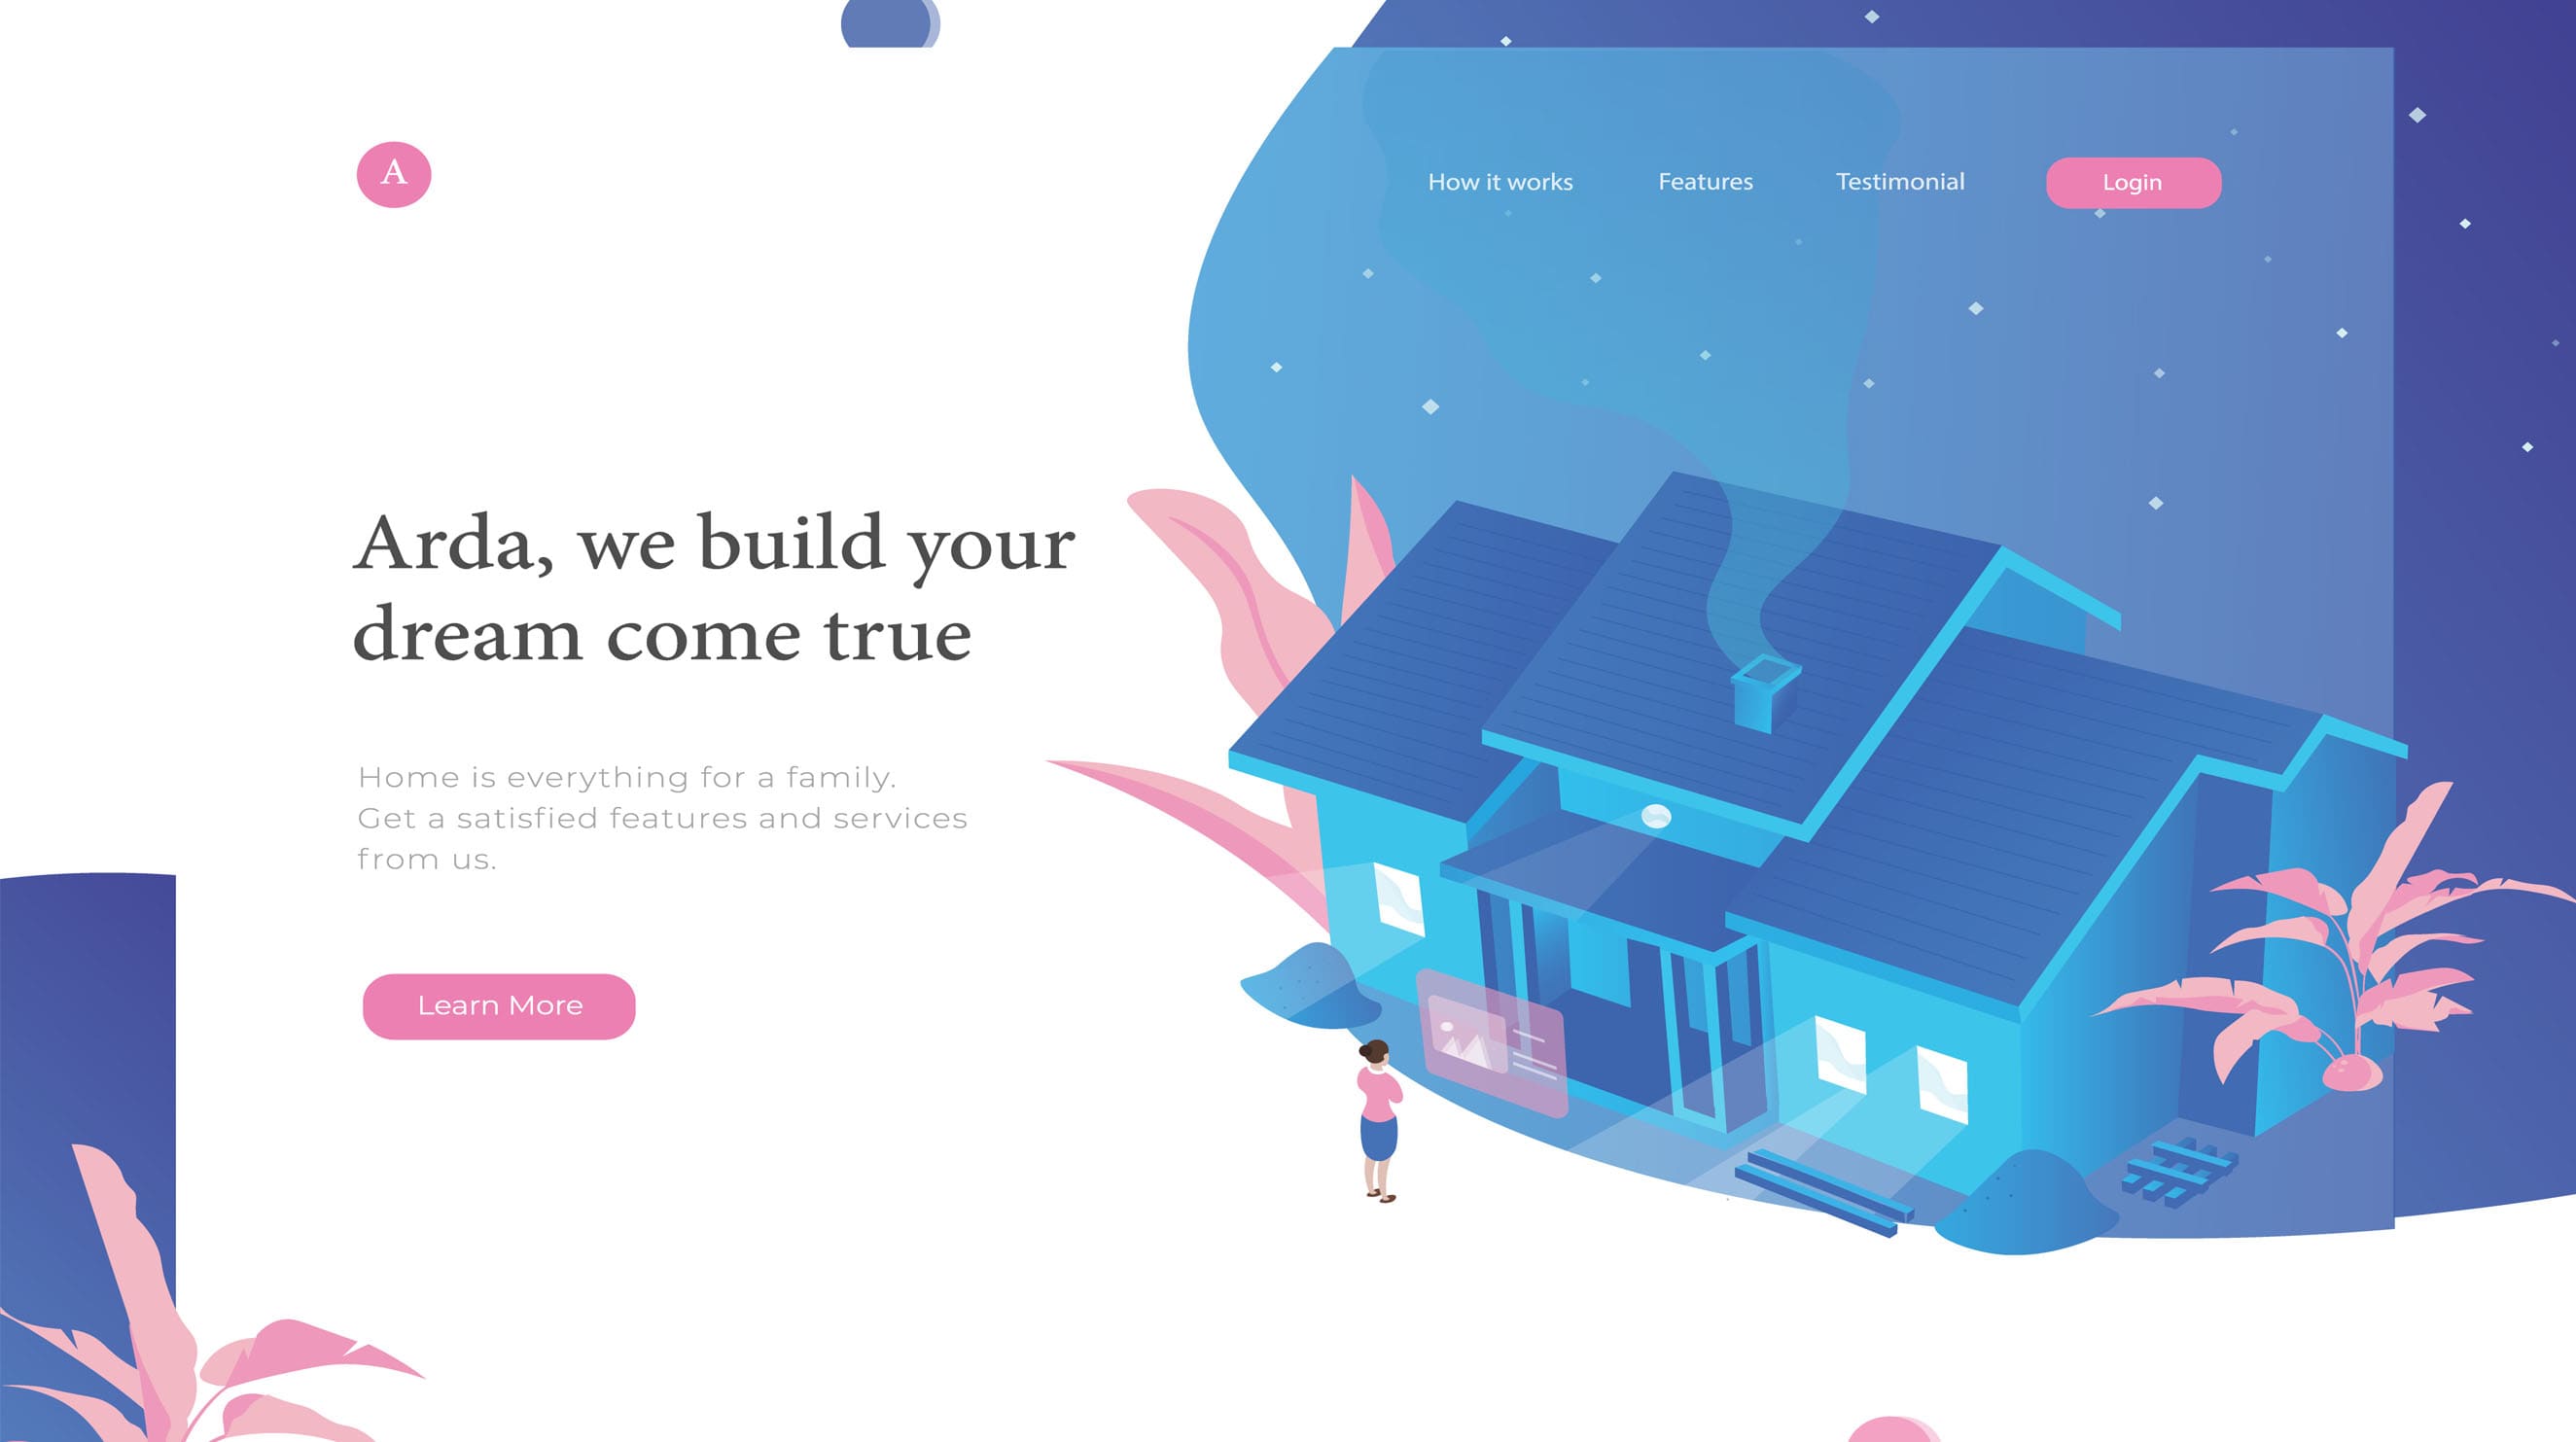 A
How it works
Features
Testimonial
Login
Arda, we build your
dream come true
Home is everything for a family.
Get a satisfied features and services
from us.
Learn More